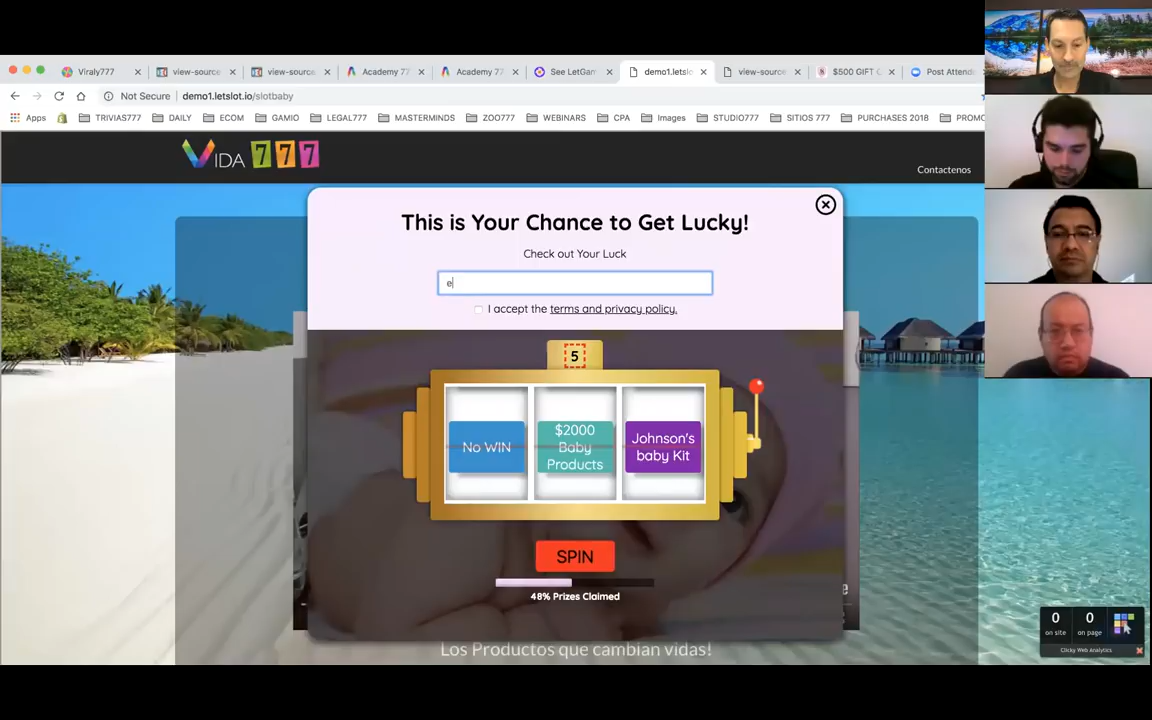 Viraly777
view-source
view-source
Academy 77
Academy 77
See LetGam
demo1.letslo
view-source
$500 GIFT C
Post Attende
Not Secure
demo1.letslot.io/slotbaby
Apps
TRIVIAS777
DAILY
ECOM
GAMIO
LEGAL777
MASTERMINDS
ZOO777
WEBINARS
CPA
Images
STUDIO777
SITIOS 777
PURCHASES 2018
PROMO
VIDA 777
Contactenos
This is Your Chance to Get Lucky!
Check out Your Luck
e
I accept the terms and privacy policy.
5
No WIN
$2000
Baby
Products
Johnson's
baby Kit
SPIN
48% Prizes Claimed
e
0
on site
0
on page
Clicky Web Analytics
Los Productos que cambian vidas!